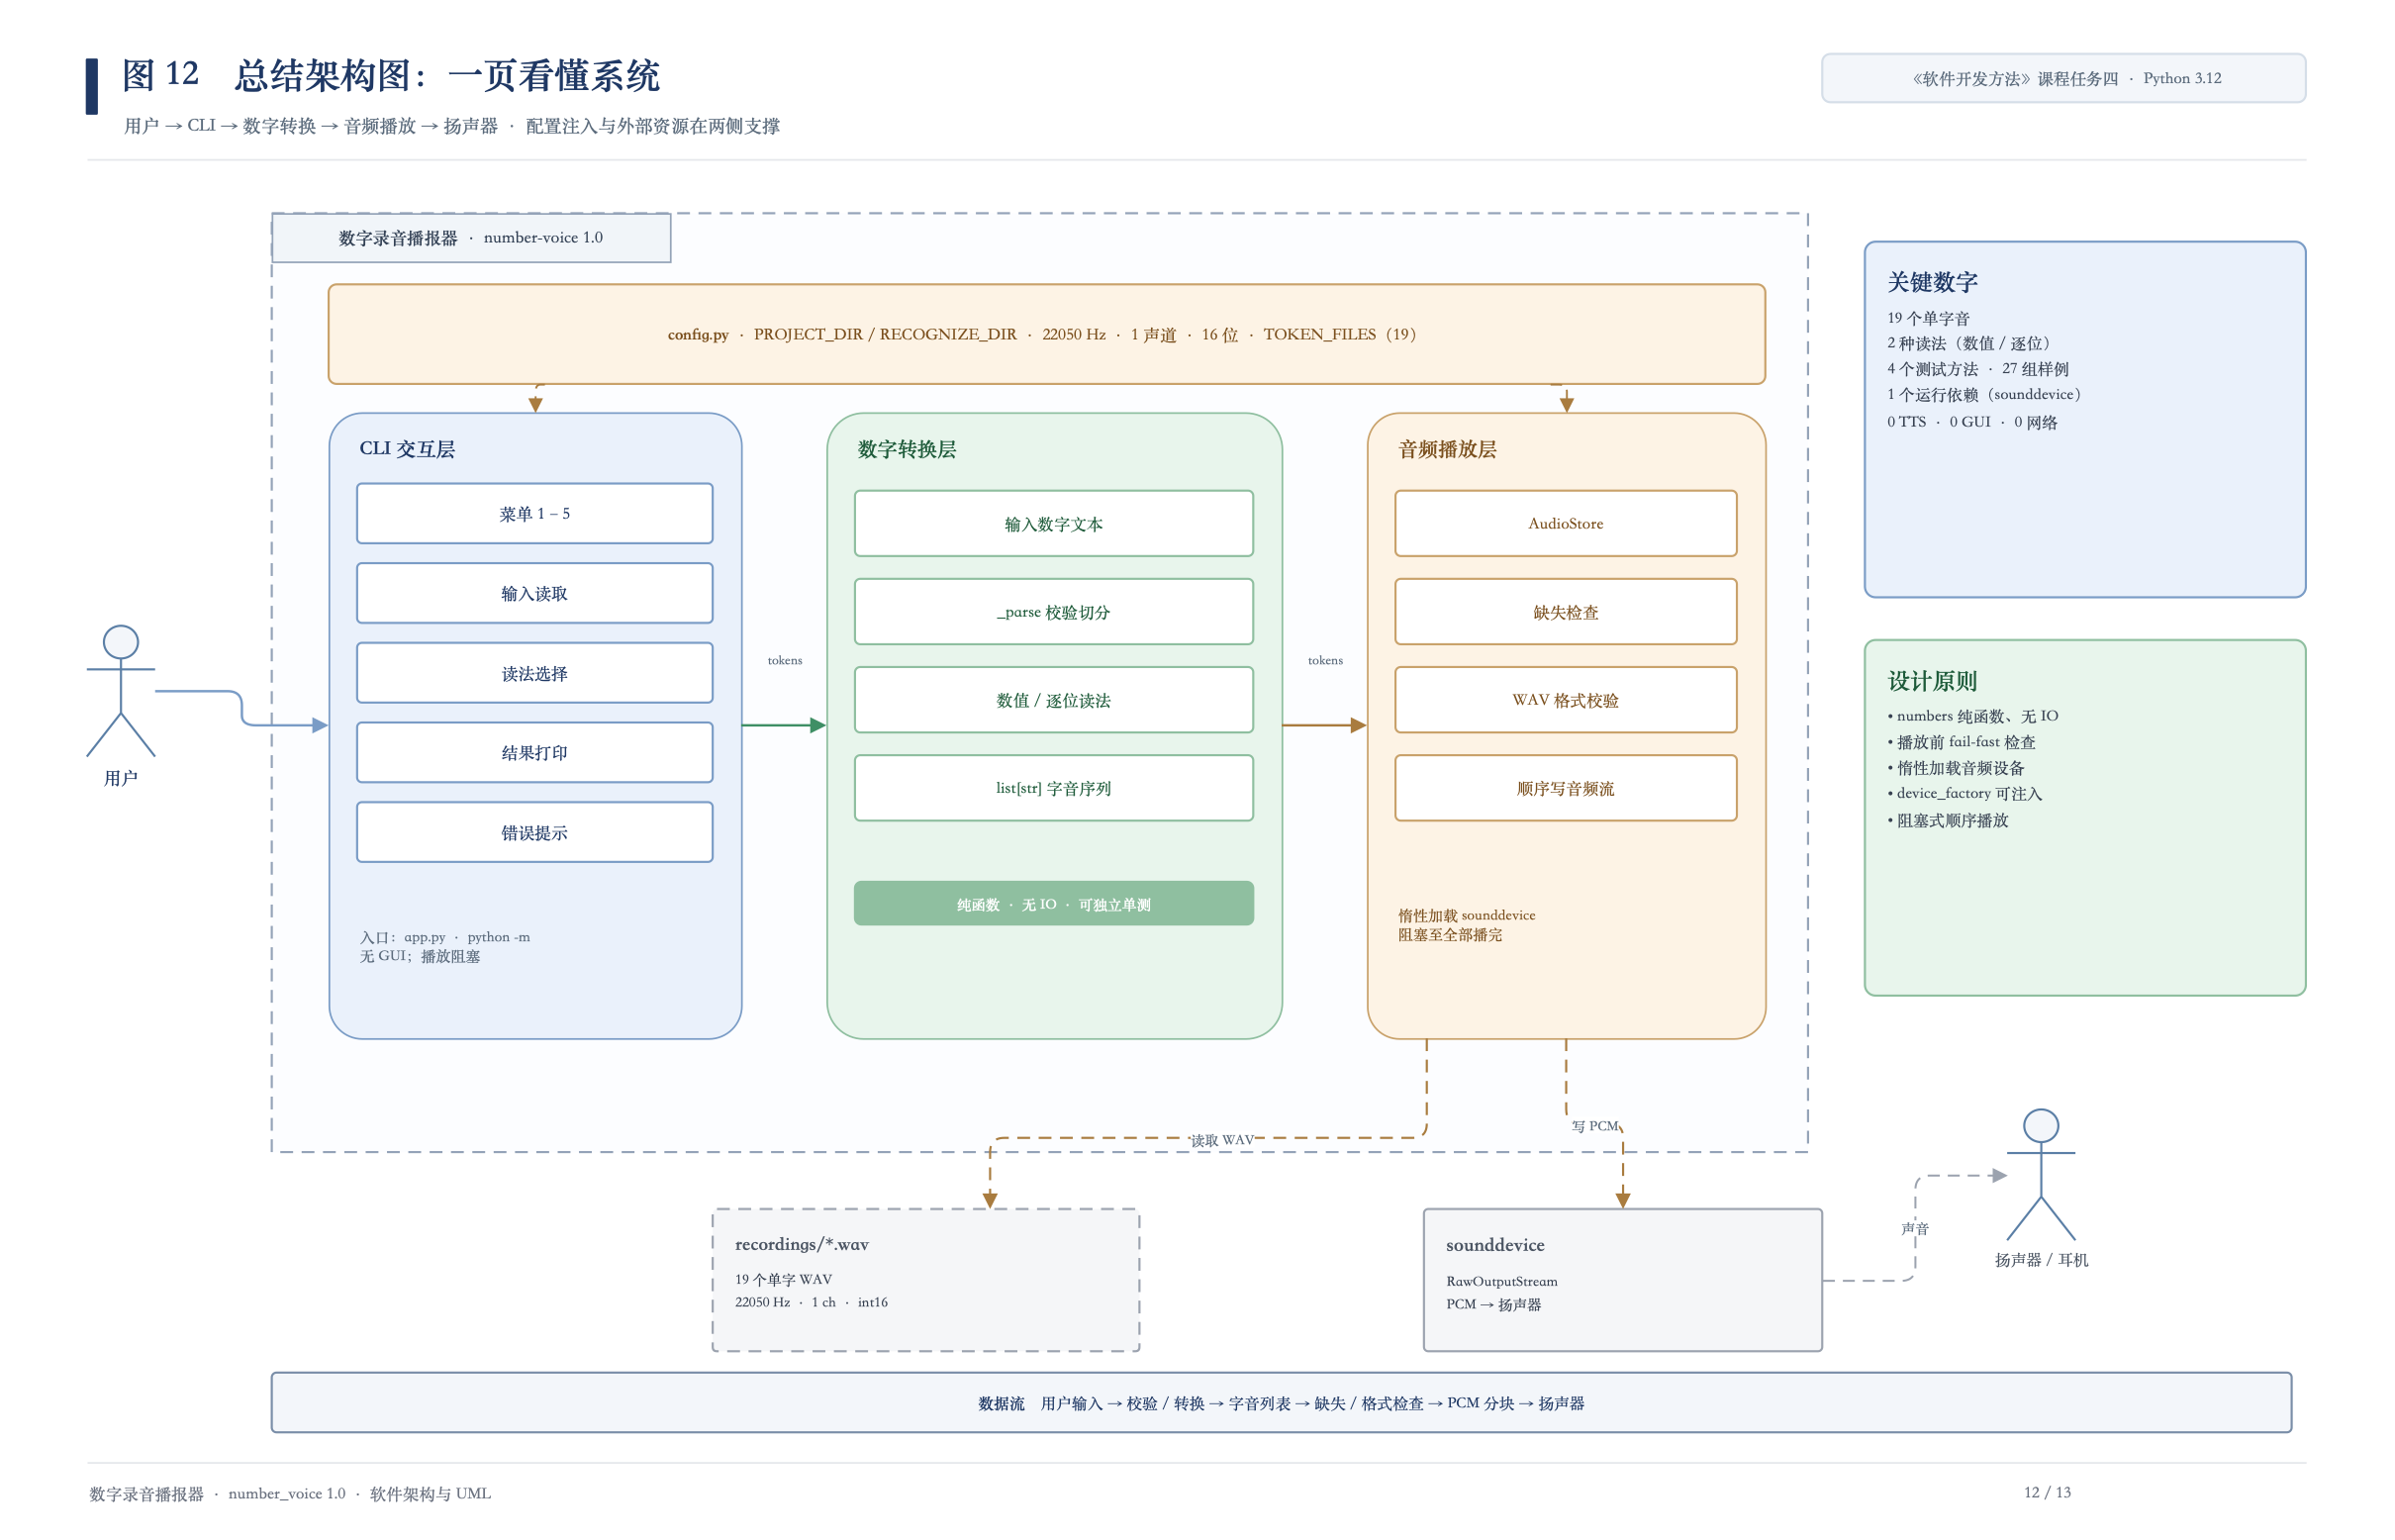 图 12 总结架构图：一页看懂系统
用户 → CLI → 数字转换 → 音频播放 → 扬声器 · 配置注入与外部资源在两侧支撑
《软件开发方法》课程任务四 · Python 3.12
数字录音播报器 · number-voice 1.0
config.py · PROJECT_DIR / RECOGNIZE_DIR · 22050 Hz · 1 声道 · 16 位 · TOKEN_FILES（19）
用户
CLI 交互层
菜单 1 – 5
输入读取
读法选择
结果打印
错误提示
入口：app.py · python -m
无 GUI；播放阻塞
tokens
数字转换层
输入数字文本
_parse 校验切分
数值 / 逐位读法
list[str] 字音序列
纯函数 · 无 IO · 可独立单测
tokens
音频播放层
AudioStore
缺失检查
WAV 格式校验
顺序写音频流
惰性加载 sounddevice
阻塞至全部播完
关键数字
19 个单字音
2 种读法（数值 / 逐位）
4 个测试方法 · 27 组样例
1 个运行依赖（sounddevice）
0 TTS · 0 GUI · 0 网络
设计原则
• numbers 纯函数、无 IO
• 播放前 fail-fast 检查
• 惰性加载音频设备
• device_factory 可注入
• 阻塞式顺序播放
读取 WAV
写 PCM
recordings/*.wav
19 个单字 WAV
22050 Hz · 1 ch · int16
sounddevice
RawOutputStream
PCM → 扬声器
声音
扬声器 / 耳机
数据流 用户输入 → 校验 / 转换 → 字音列表 → 缺失 / 格式检查 → PCM 分块 → 扬声器
数字录音播报器 · number_voice 1.0 · 软件架构与 UML
12 / 13